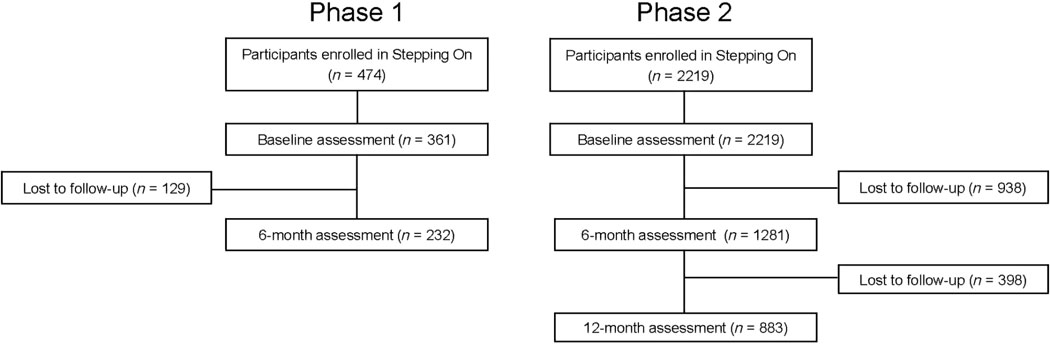 Phase 1
Participants enrolled in Stepping On
(n = 474)
Baseline assessment (n = 361)
Lost to follow-up (n = 129)
6-month assessment (n = 232)
Phase 2
Participants enrolled in Stepping On
(n = 2219)
Baseline assessment (n = 2219)
Lost to follow-up (n = 938)
6-month assessment (n = 1281)
Lost to follow-up (n = 398)
12-month assessment (n = 883)